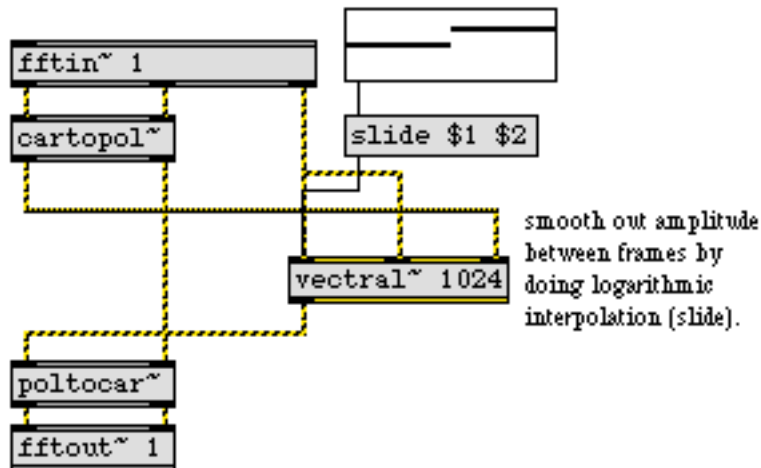 fftin~ 1
cartopol~
slide $1 $2
smooth out amplitude
between frames by
doing logarithmic
interpolation (slide).
vectral~ 1024
poltocar~
fftout~ 1